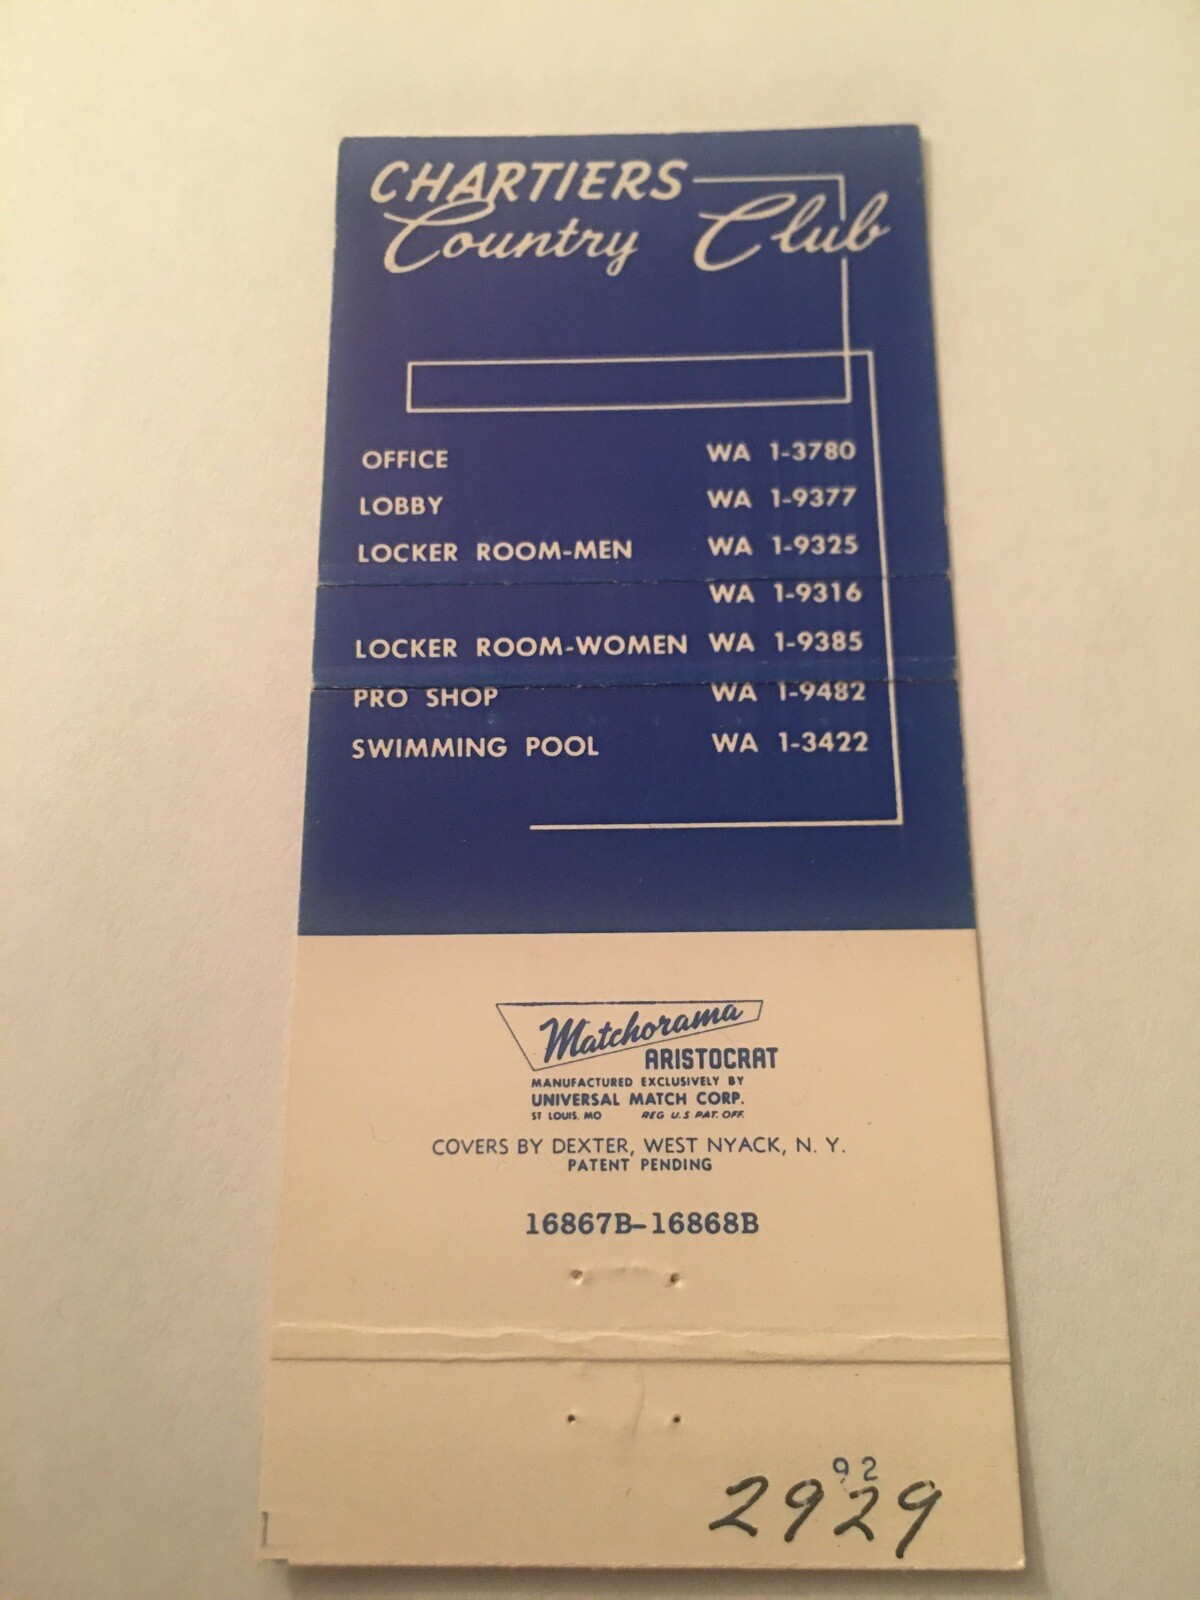 CHARTIERS
Country Club
OFFICE WA 1-3780
LOBBY WA 1-9377
LOCKER ROOM-MEN WA 1-9325
WA 1-9316
LOCKER ROOM-WOMEN WA 1-9385
PRO SHOP WA 1-9482
SWIMMING POOL WA 1-3422
Matchorama
ARISTOCRAT
MANUFACTURED EXCLUSIVELY BY
UNIVERSAL MATCH CORP.
ST LOUIS, MO REG U.S PAT. OFF.
COVERS BY DEXTER, WEST NYACK, N. Y.
PATENT PENDING
16867B-16868B
92
2929